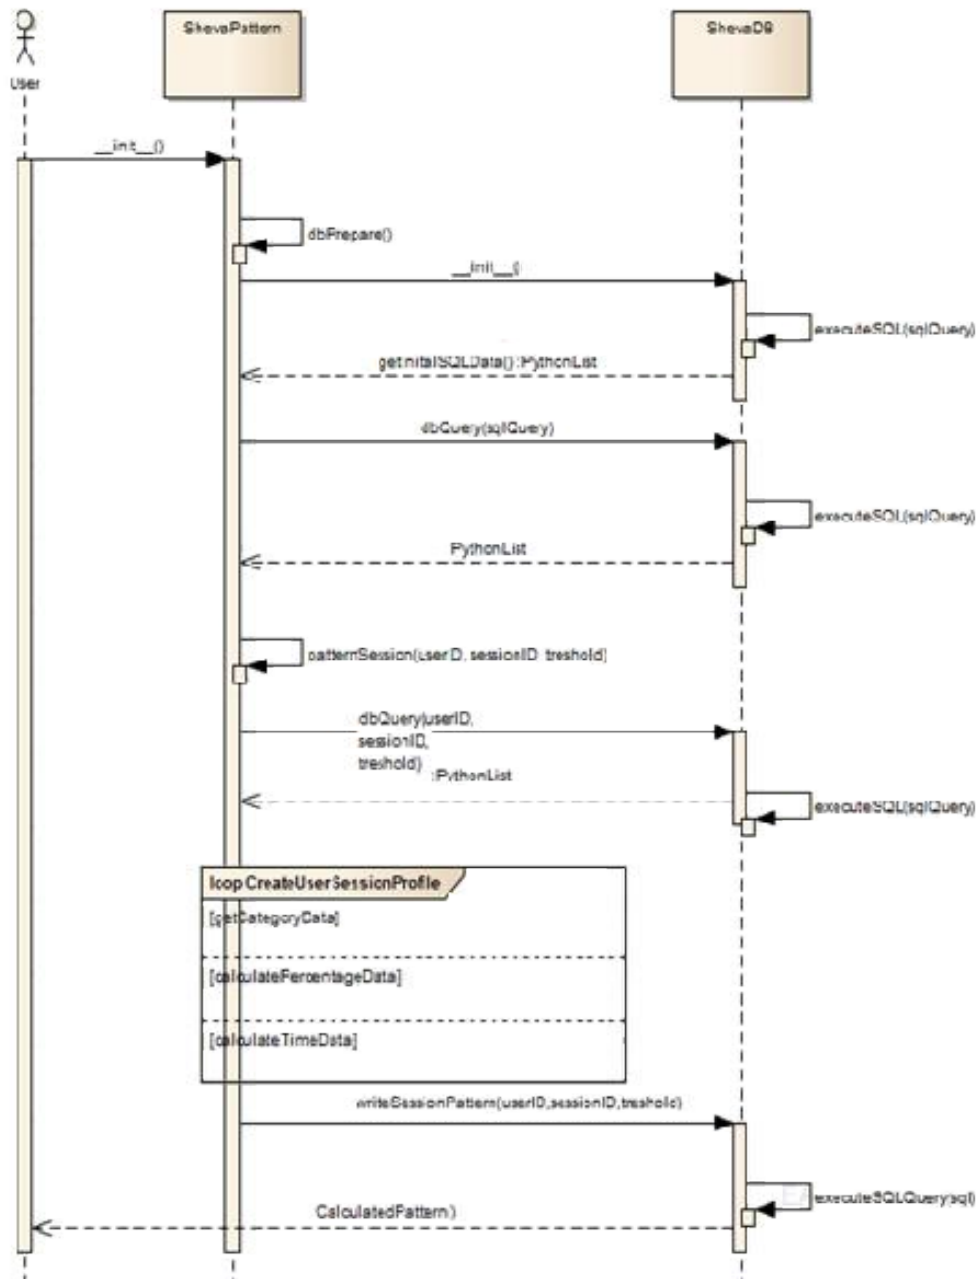 ShevaPattern
ShevaDB
User
__init__()
dbPrepare()
__init__()
executeSQL(sqlQuery)
getInitalSQLData():PythonList
dbQuery(sqlQuery)
executeSQL(sqlQuery)
PythonList
patternSession(userID, sessionID, treshold)
dbQuery(userID,
sessionID,
treshold)
:PythonList
executeSQL(sqlQuery)
loop CreateUserSessionProfile
[getCategoryData]
[calculatePercentageData]
[calculateTimeData]
writeSessionPattern(userID,sessionID,treshold)
executeSQLQuery(sql)
CalculatedPattern()